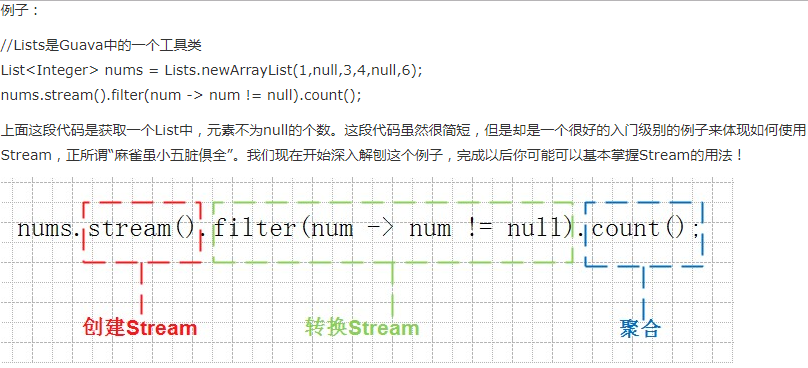 例子：
//Lists是Guava中的一个工具类
List<Integer> nums = Lists.newArrayList(1,null,3,4,null,6);
nums.stream().filter(num -> num != null).count();
上面这段代码是获取一个List中，元素不为null的个数。这段代码虽然很简短，但是却是一个很好的入门级别的例子来体现如何使用
Stream，正所谓“麻雀虽小五脏俱全”。我们现在开始深入解刨这个例子，完成以后你可能可以基本掌握Stream的用法！
nums.stream().filter(num -> num != null).count();
创建Stream 转换Stream 聚合